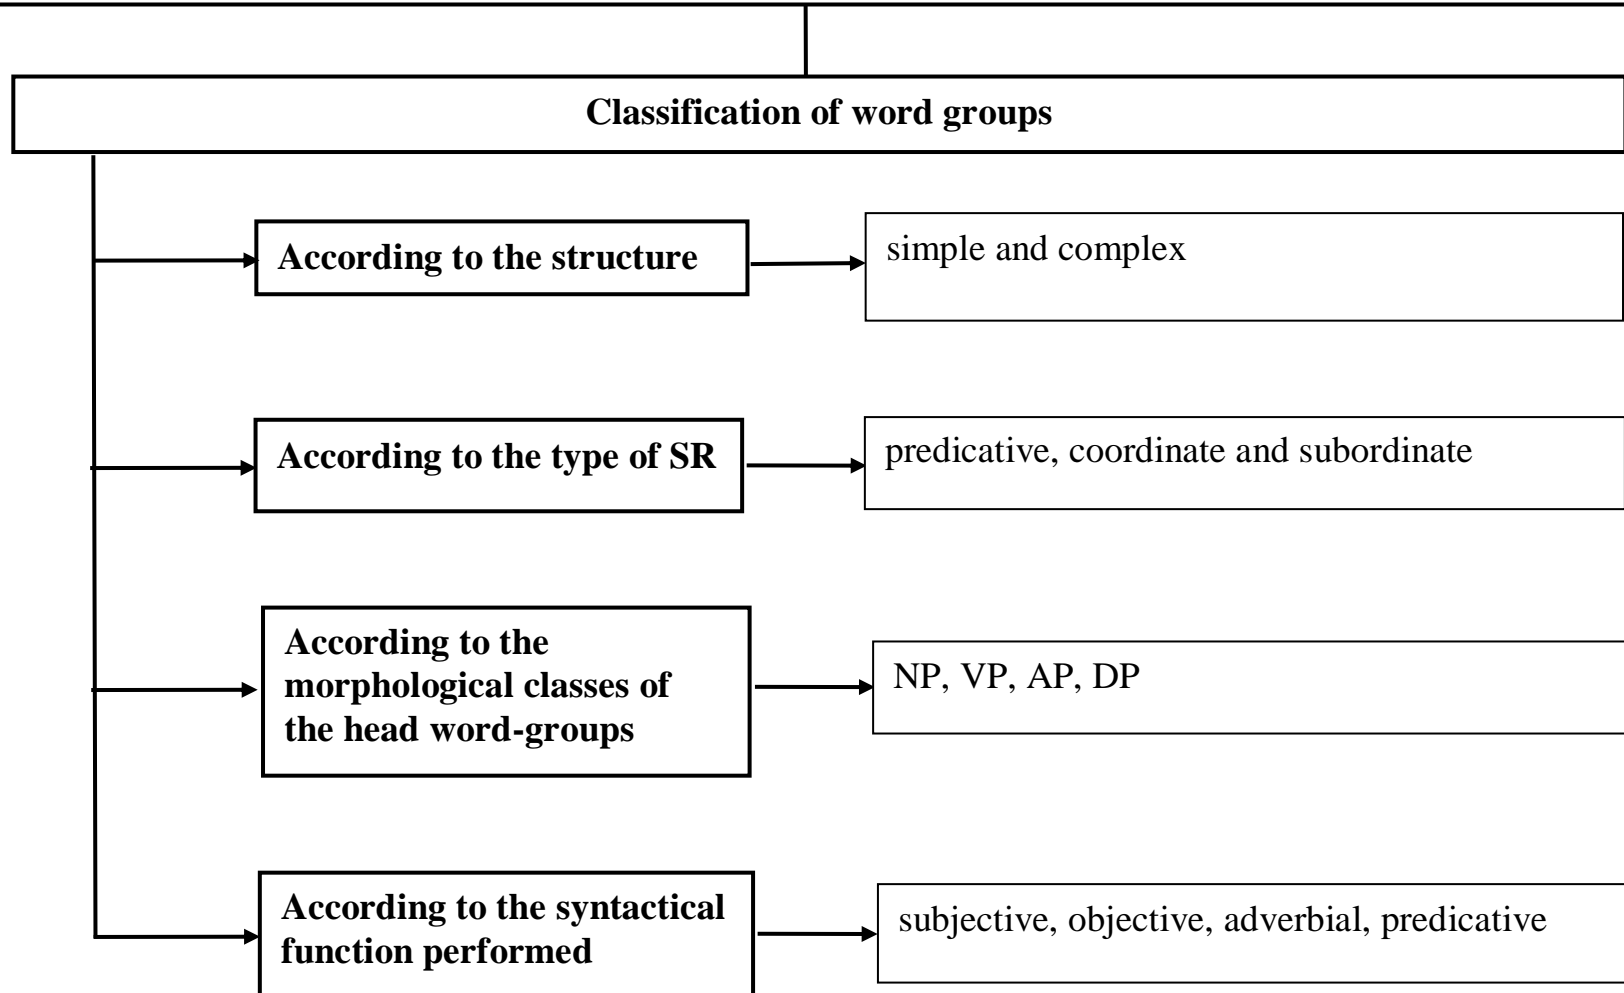 Classification of word groups
According to the structure
simple and complex
According to the type of SR
predicative, coordinate and subordinate
According to the
morphological classes of
the head word-groups
NP, VP, AP, DP
According to the syntactical
function performed
subjective, objective, adverbial, predicative